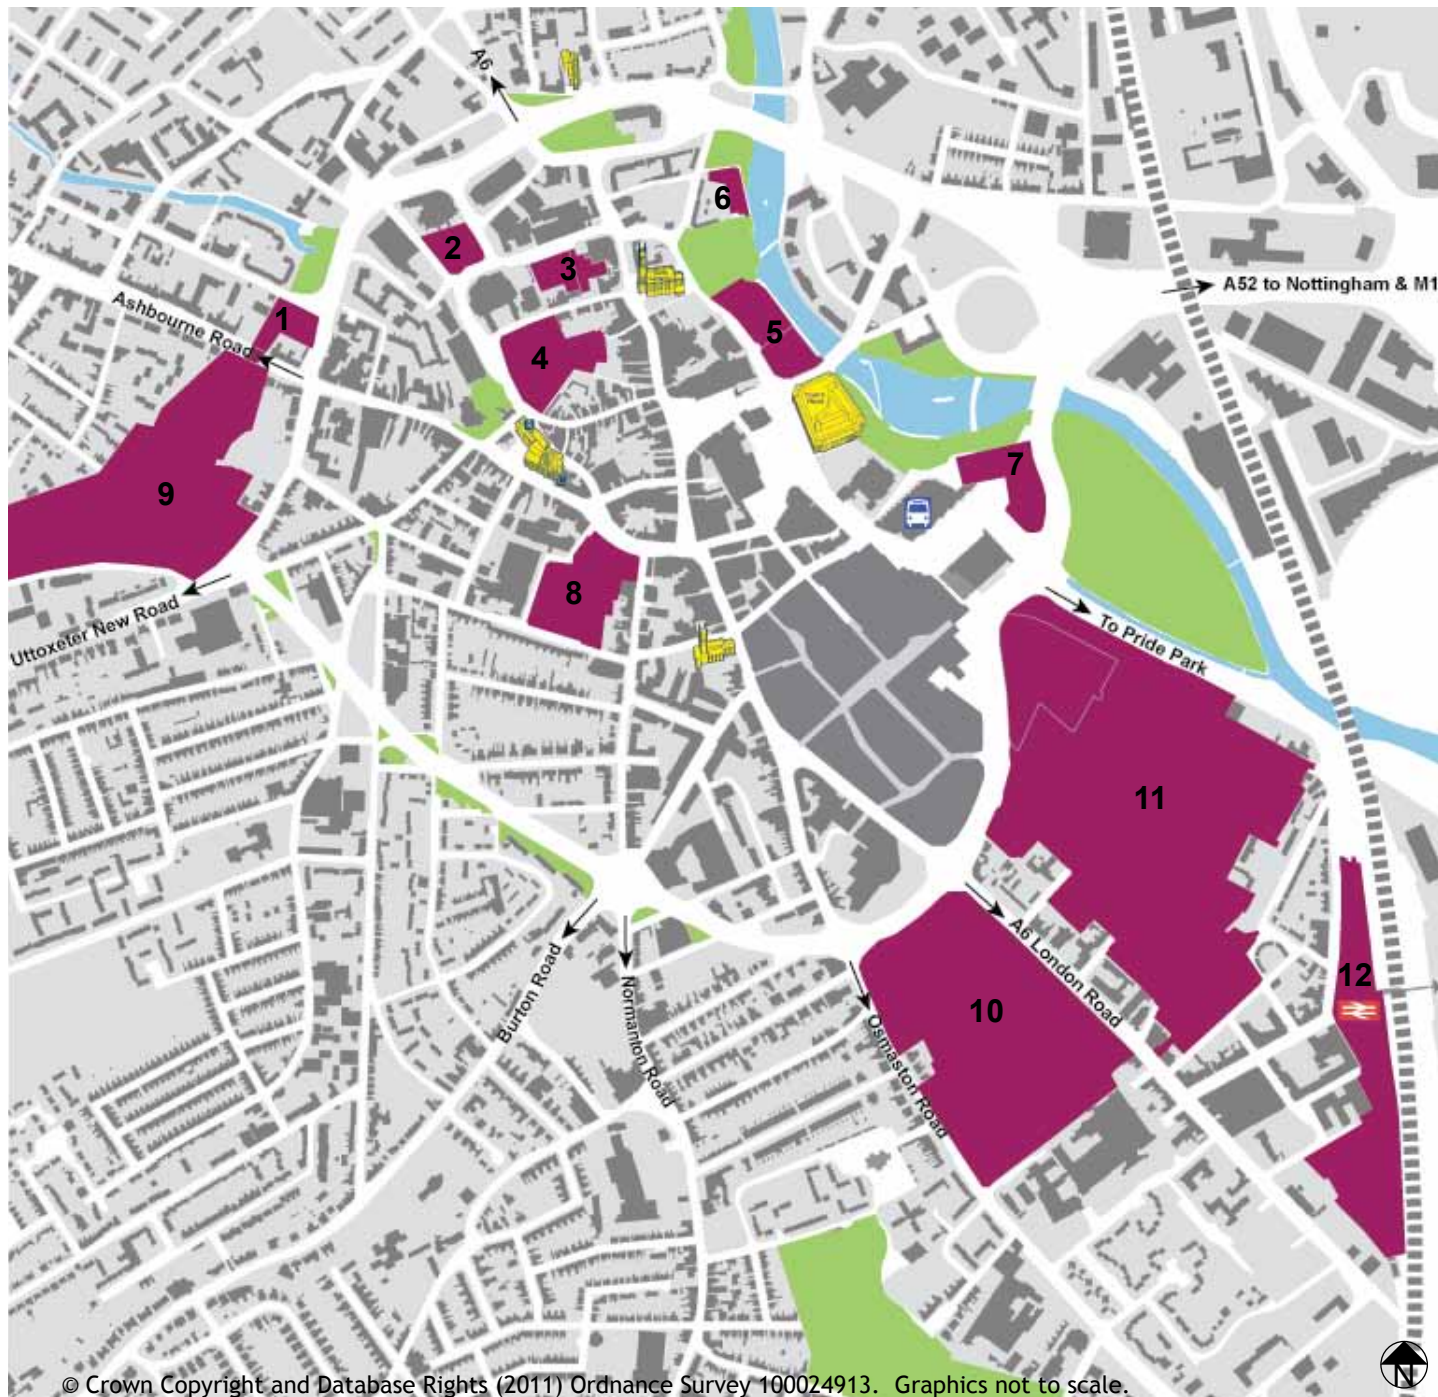 A6
6
2
3
A52 to Nottingham & M1
Ashbourne Road
1
5
4
7
9
8
Uttoxeter New Road
To Pride Park
11
A6 London Road
12
10
Burton Road
Normanton Road
Osmaston Road
N
© Crown Copyright and Database Rights (2011) Ordnance Survey 100024913. Graphics not to scale.